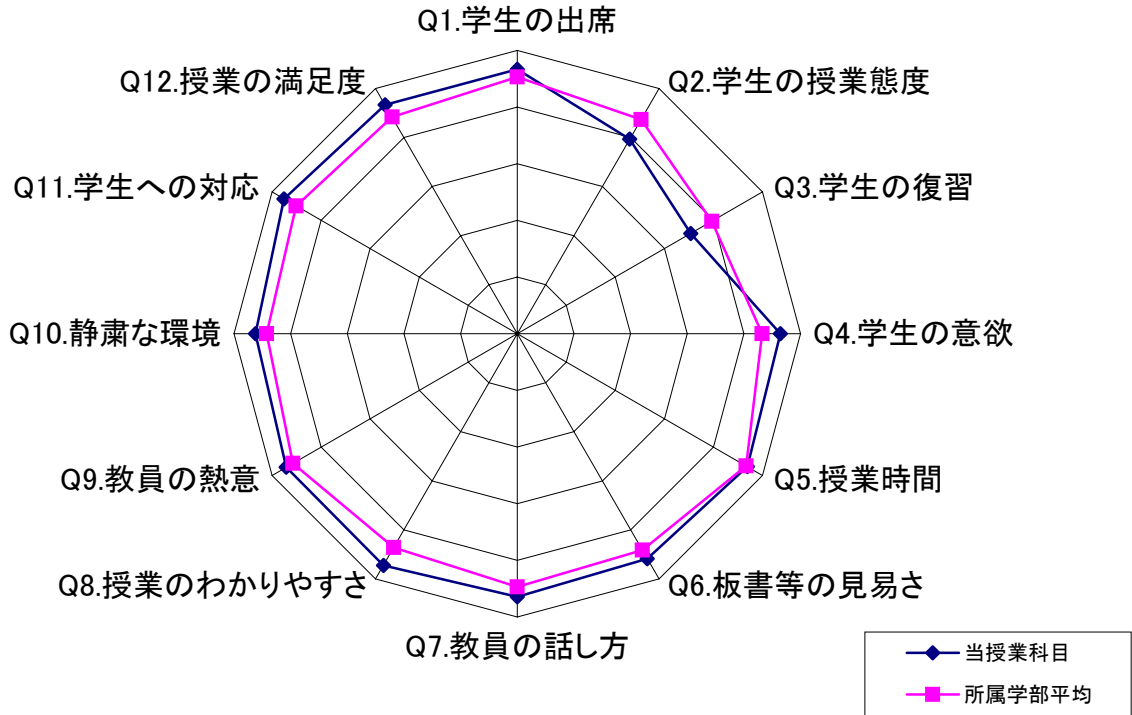 Q1.学生の出席
Q2.学生の授業態度
Q3.学生の復習
Q4.学生の意欲
Q5.授業時間
Q6.板書等の見易さ
Q7.教員の話し方
Q8.授業のわかりやすさ
Q9.教員の熱意
Q10.静粛な環境
Q11.学生への対応
Q12.授業の満足度
当授業科目
所属学部平均